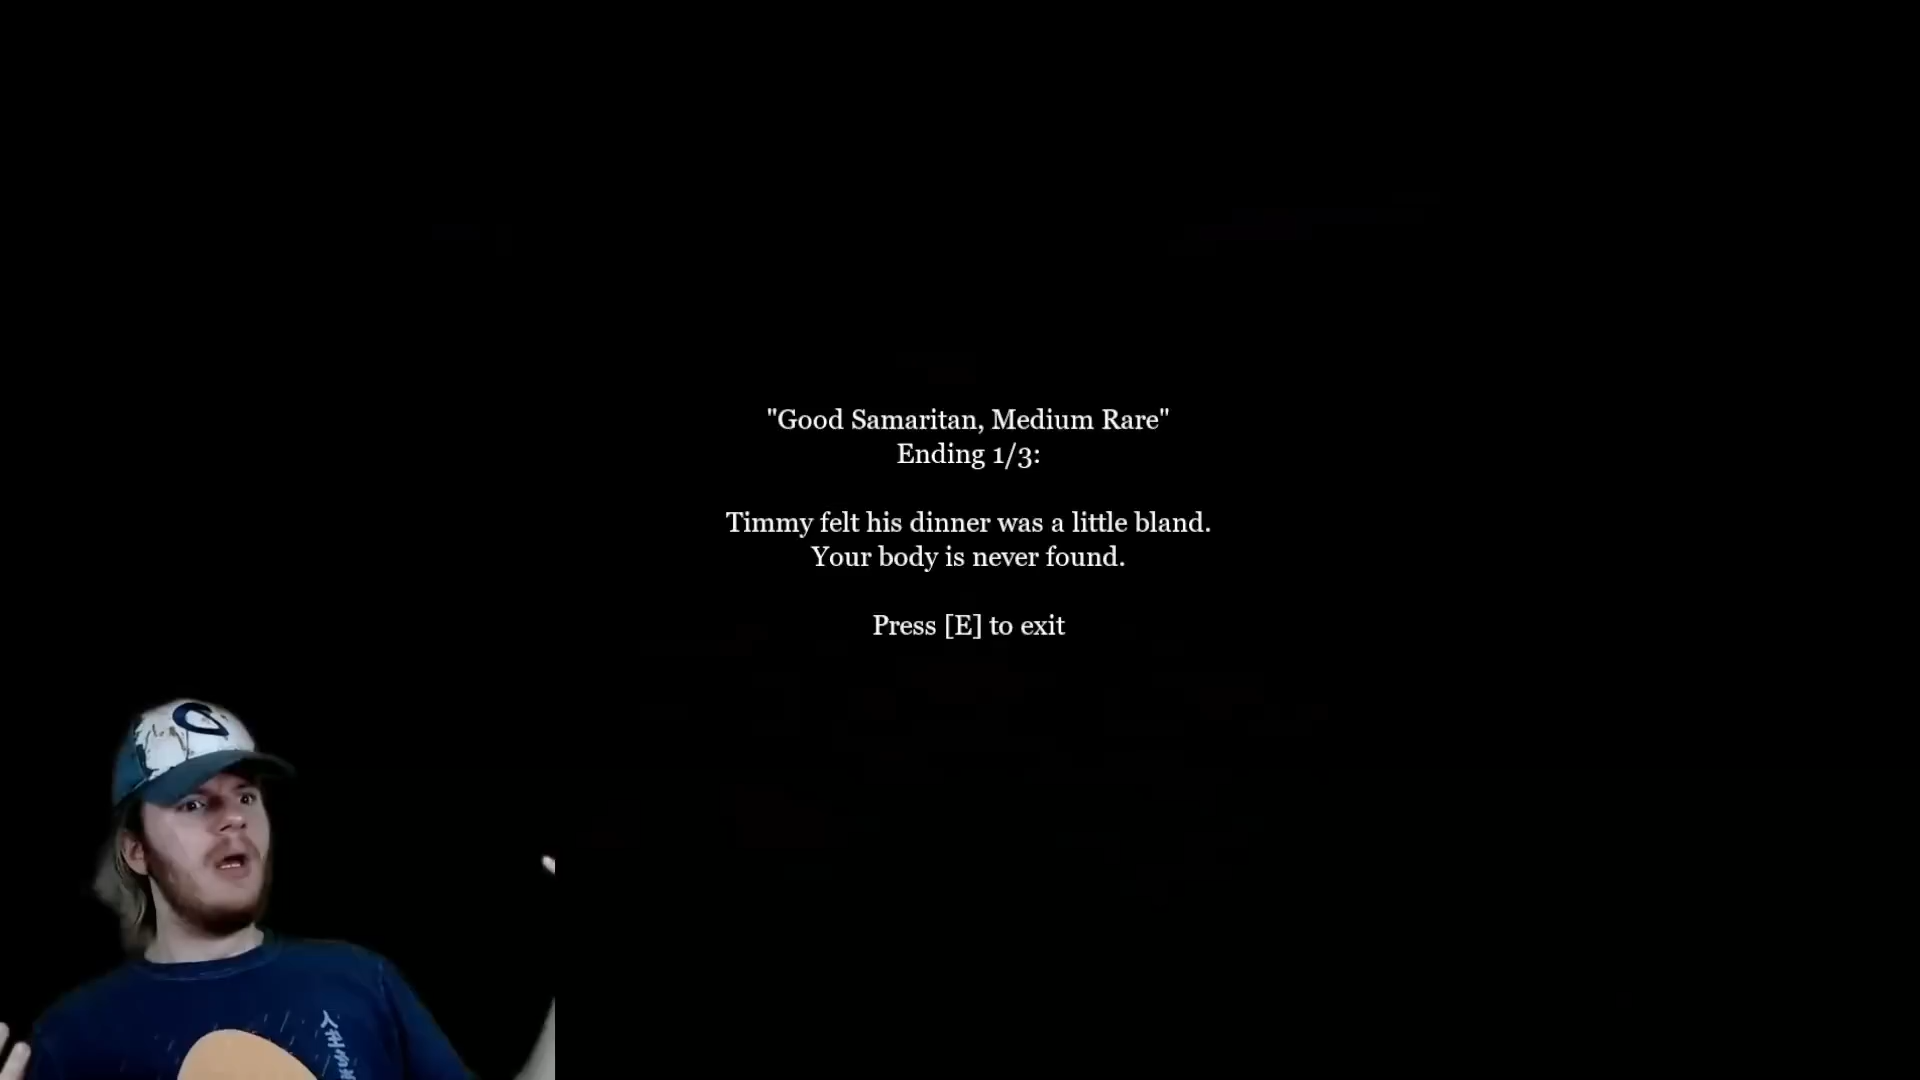 "Good Samaritan, Medium Rare"
Ending 1/3:
Timmy felt his dinner was a little bland.
Your body is never found.
Press [E] to exit